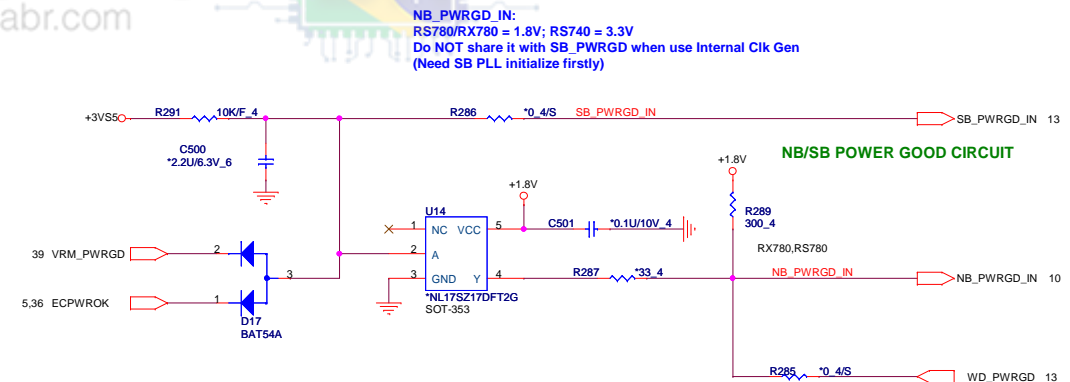 abr.com
NB_PWRGD_IN:
RS780/RX780 = 1.8V; RS740 = 3.3V
Do NOT share it with SB_PWRGD when use Internal Clk Gen
(Need SB PLL initialize firstly)
+3VS5
R291
10K/F_4
R286
*0_4/S
SB_PWRGD_IN
SB_PWRGD_IN 13
C500
*2.2U/6.3V_6
NB/SB POWER GOOD CIRCUIT
+1.8V
+1.8V
U14
R289
300_4
1 NC VCC 5
C501
*0.1U/10V_4
39 VRM_PWRGD
2
2 A
RX780,RS780
3
3 GND Y 4
R287
*33_4
NB_PWRGD_IN
NB_PWRGD_IN 10
5,36 ECPWROK
1
*NL17SZ17DFT2G
SOT-353
D17
BAT54A
R285
*0_4/S
WD_PWRGD 13